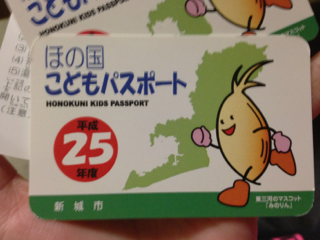 ほの国
こどもパスポート
HONOKUNI KIDS PASSPORT
平成
25
年度
新城市
東三河のマスコット
「みのりん」